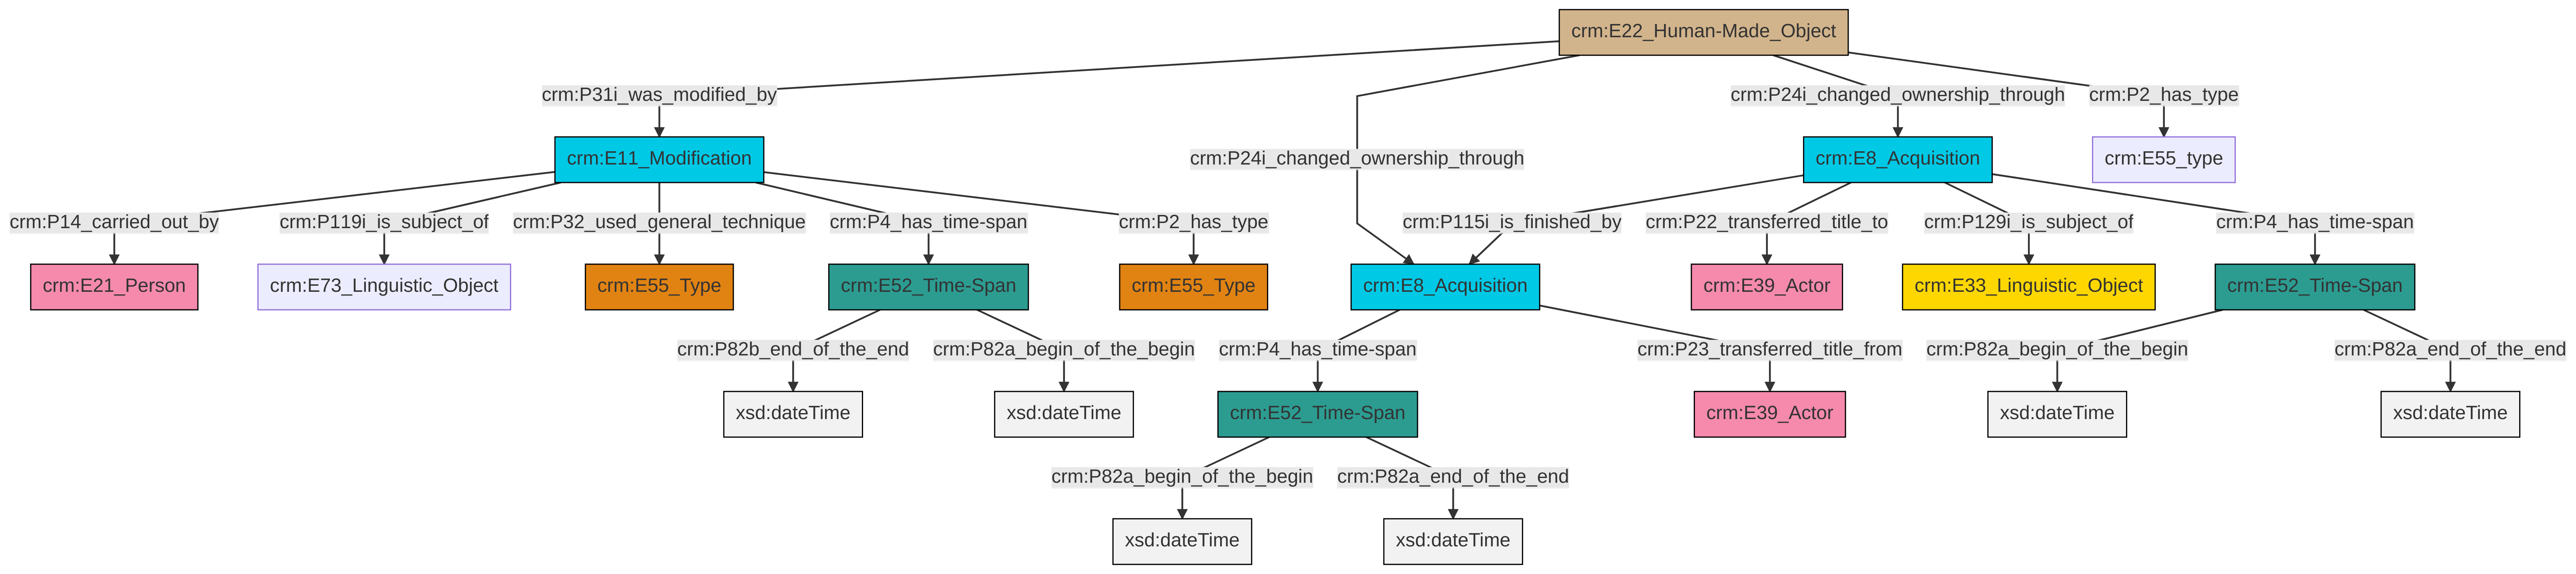 crm:E22_Human-Made_Object
crm:P31i_was_modified_by
crm:P24i_changed_ownership_through
crm:P2_has_type
crm:E11_Modification
crm:P24i_changed_ownership_through
crm:E8_Acquisition
crm:E55_type
crm:P14_carried_out_by
crm:P119i_is_subject_of
crm:P32_used_general_technique
crm:P4_has_time-span
crm:P2_has_type
crm:P115i_is_finished_by
crm:P22_transferred_title_to
crm:P129i_is_subject_of
crm:P4_has_time-span
crm:E21_Person
crm:E73_Linguistic_Object
crm:E55_Type
crm:E52_Time-Span
crm:E55_Type
crm:E8_Acquisition
crm:E39_Actor
crm:E33_Linguistic_Object
crm:E52_Time-Span
crm:P82b_end_of_the_end
crm:P82a_begin_of_the_begin
crm:P4_has_time-span
crm:P23_transferred_title_from
crm:P82a_begin_of_the_begin
crm:P82a_end_of_the_end
xsd:dateTime
xsd:dateTime
crm:E52_Time-Span
crm:E39_Actor
xsd:dateTime
xsd:dateTime
crm:P82a_begin_of_the_begin
crm:P82a_end_of_the_end
xsd:dateTime
xsd:dateTime